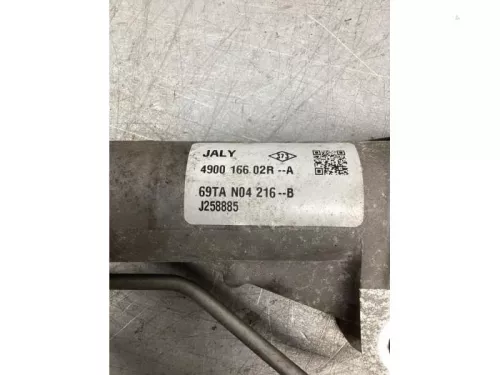 JALY
4900 166 02R --A
69TA N04 216 --B
J258885